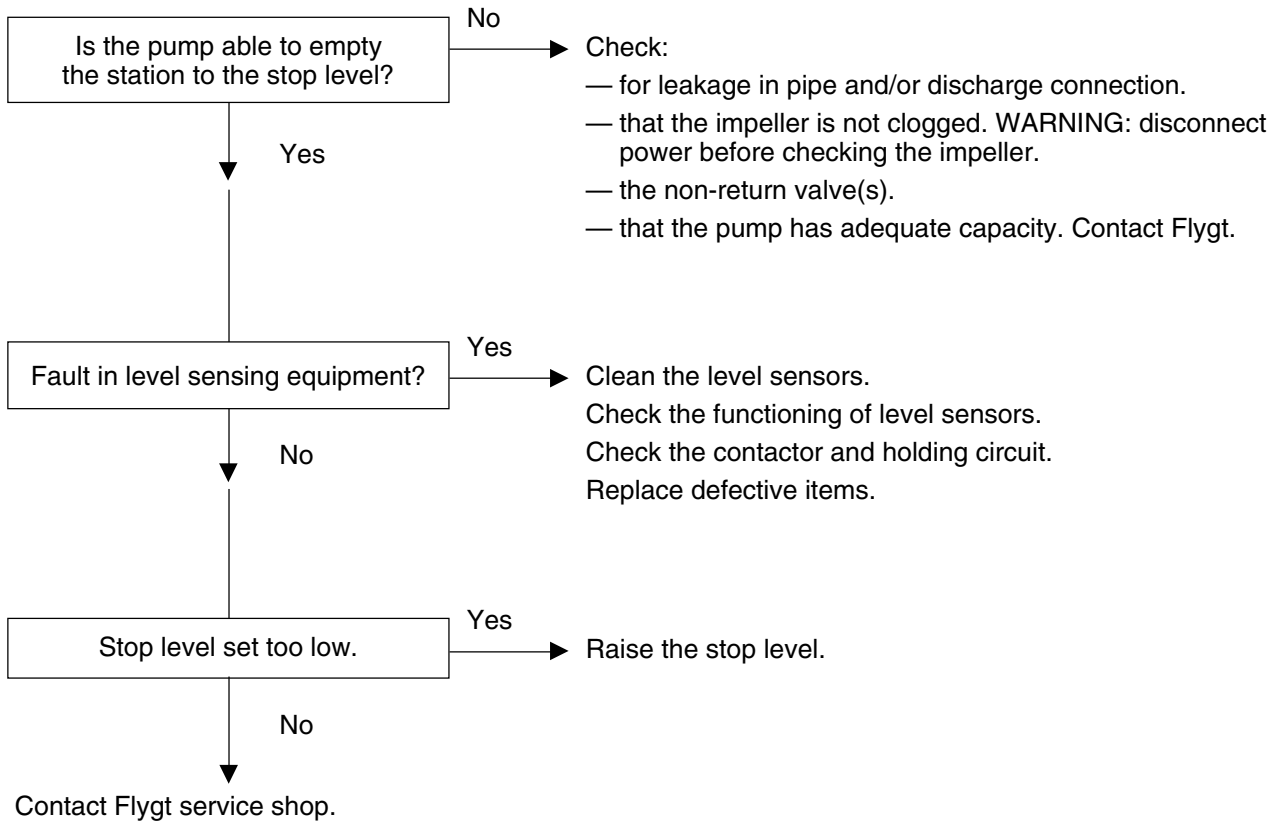 No
Is the pump able to empty
the station to the stop level?
Check:
— for leakage in pipe and/or discharge connection.
— that the impeller is not clogged. WARNING: disconnect
power before checking the impeller.
— the non-return valve(s).
— that the pump has adequate capacity. Contact Flygt.
Yes
Yes
Fault in level sensing equipment?
Clean the level sensors.
Check the functioning of level sensors.
Check the contactor and holding circuit.
Replace defective items.
No
Yes
Stop level set too low.
Raise the stop level.
No
Contact Flygt service shop.